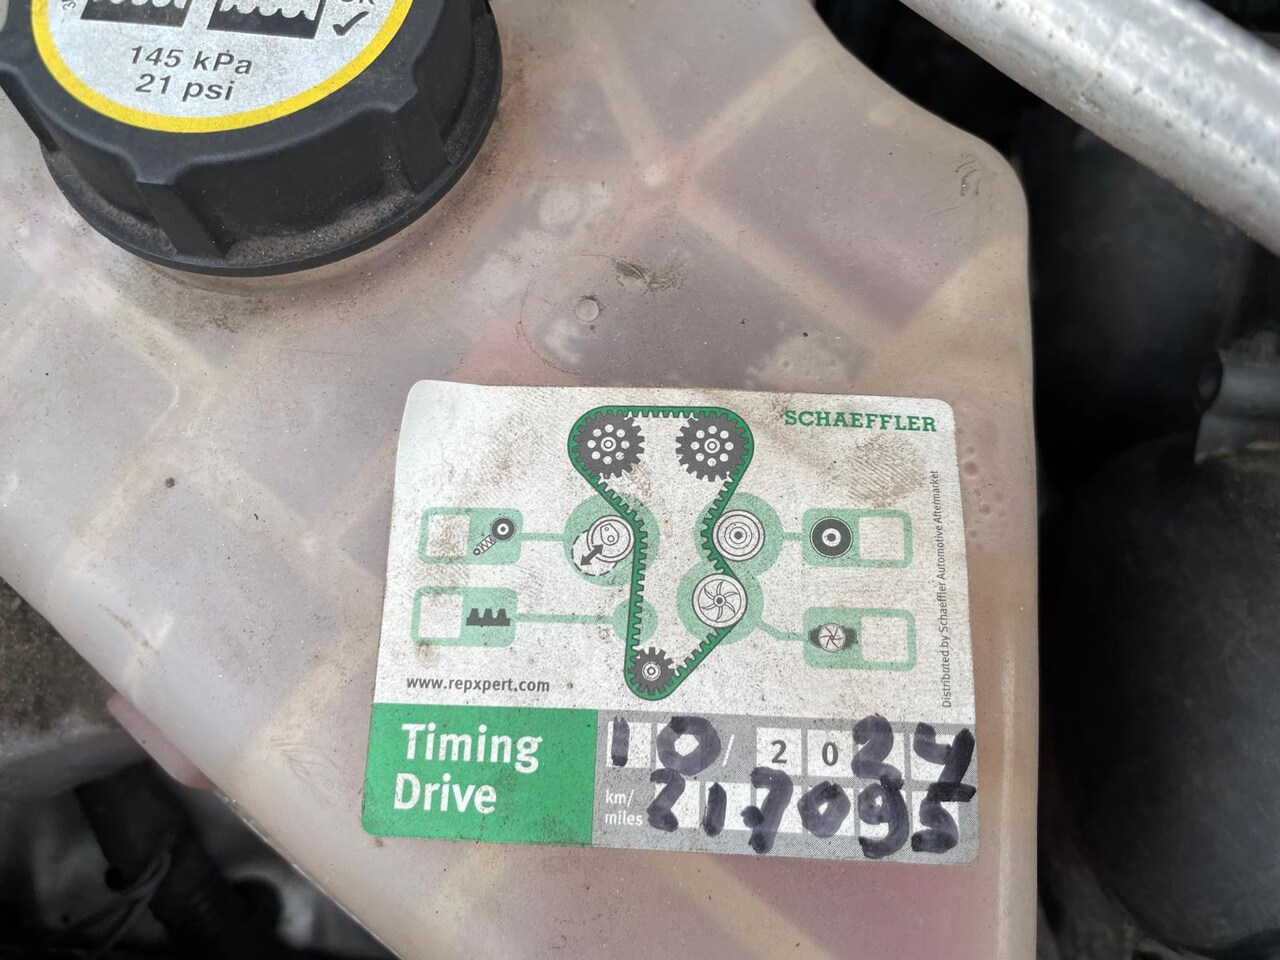 145 kPa
21 psi
SCHAEFFLER
Distributed by Schaeffler Automotive Aftermarket
www.repxpert.com
Timing
Drive
10/2024
km/
miles
217095